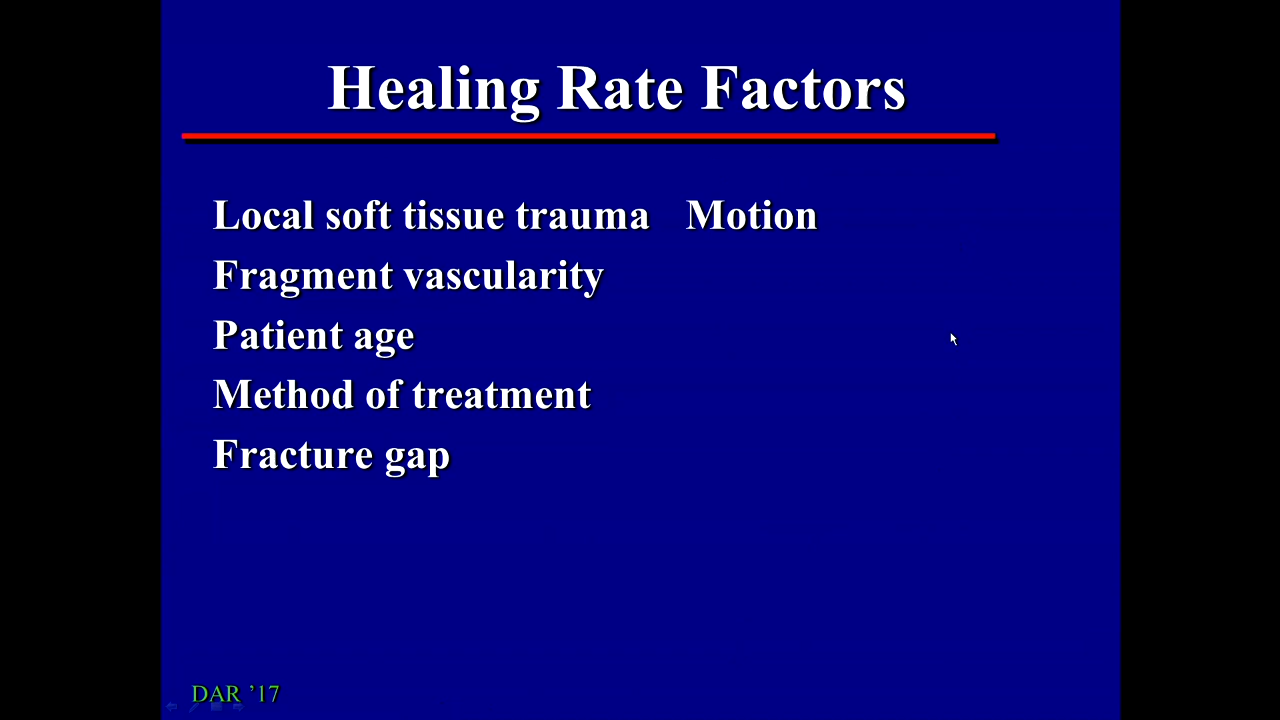 Healing Rate Factors
Local soft tissue trauma Motion
Fragment vascularity
Patient age
Method of treatment
Fracture gap
DAR ’17